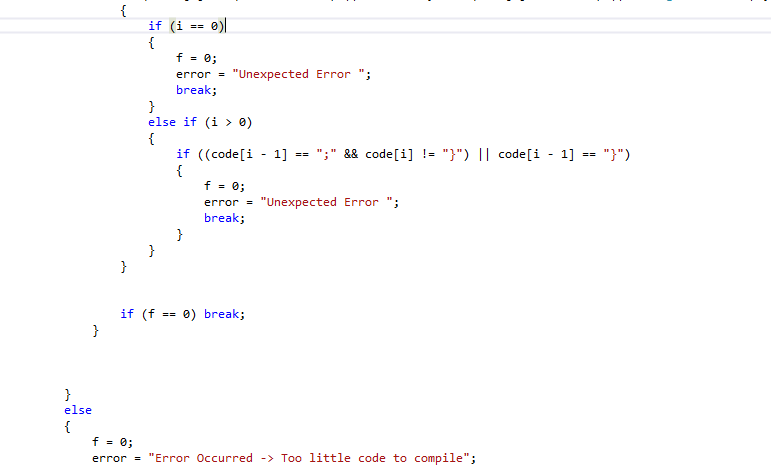 {
if (i == 0)
{
f = 0;
error = "Unexpected Error ";
break;
}
else if (i > 0)
{
if ((code[i - 1] == ";" && code[i] != "}") || code[i - 1] == "}")
{
f = 0;
error = "Unexpected Error ";
break;
}
}
}
if (f == 0) break;
}
}
else
{
f = 0;
error = "Error Occurred -> Too little code to compile";